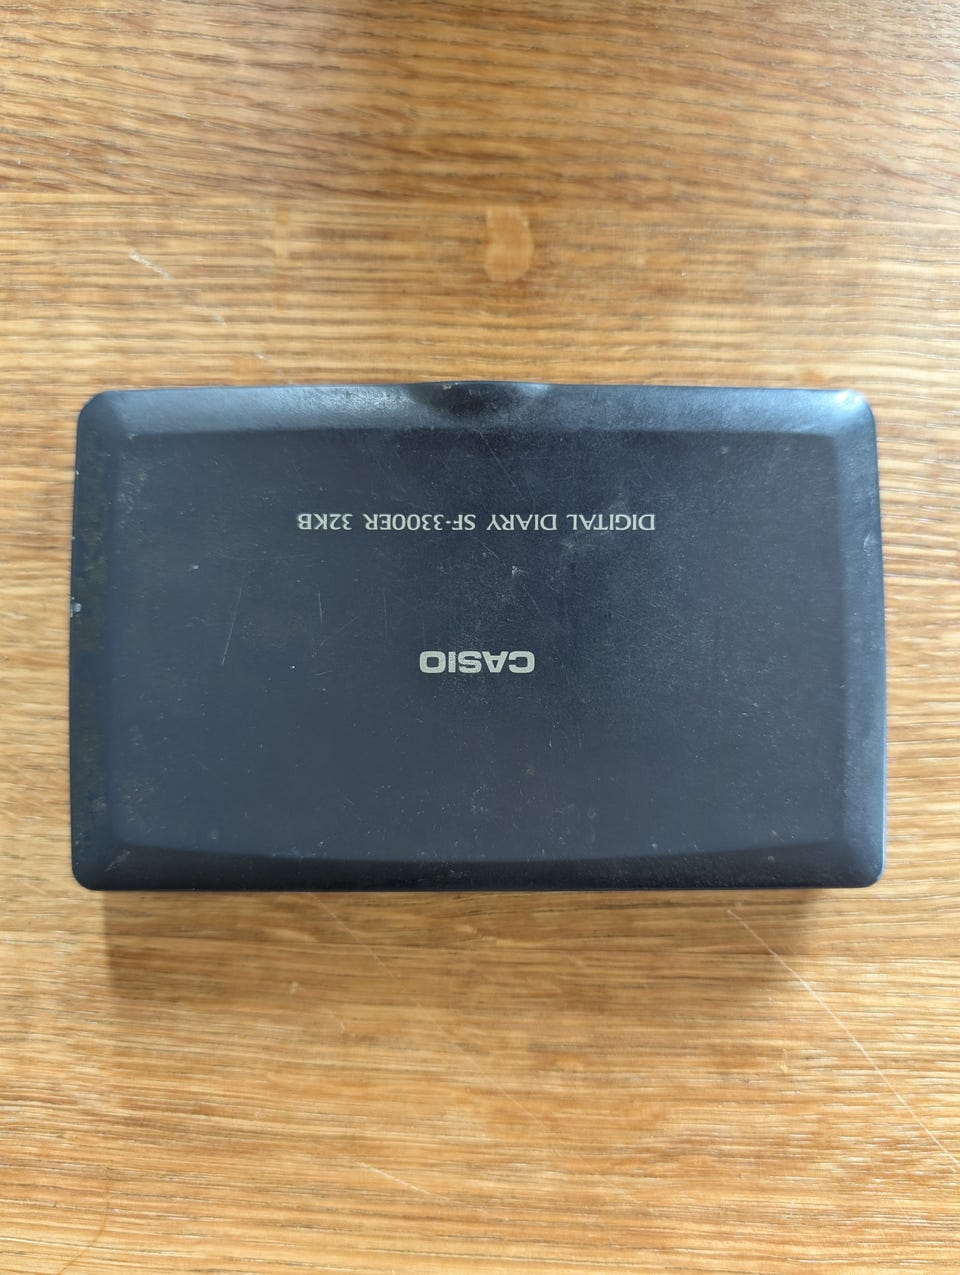 CASIO
DIGITAL DIARY SF-3300ER 32KB